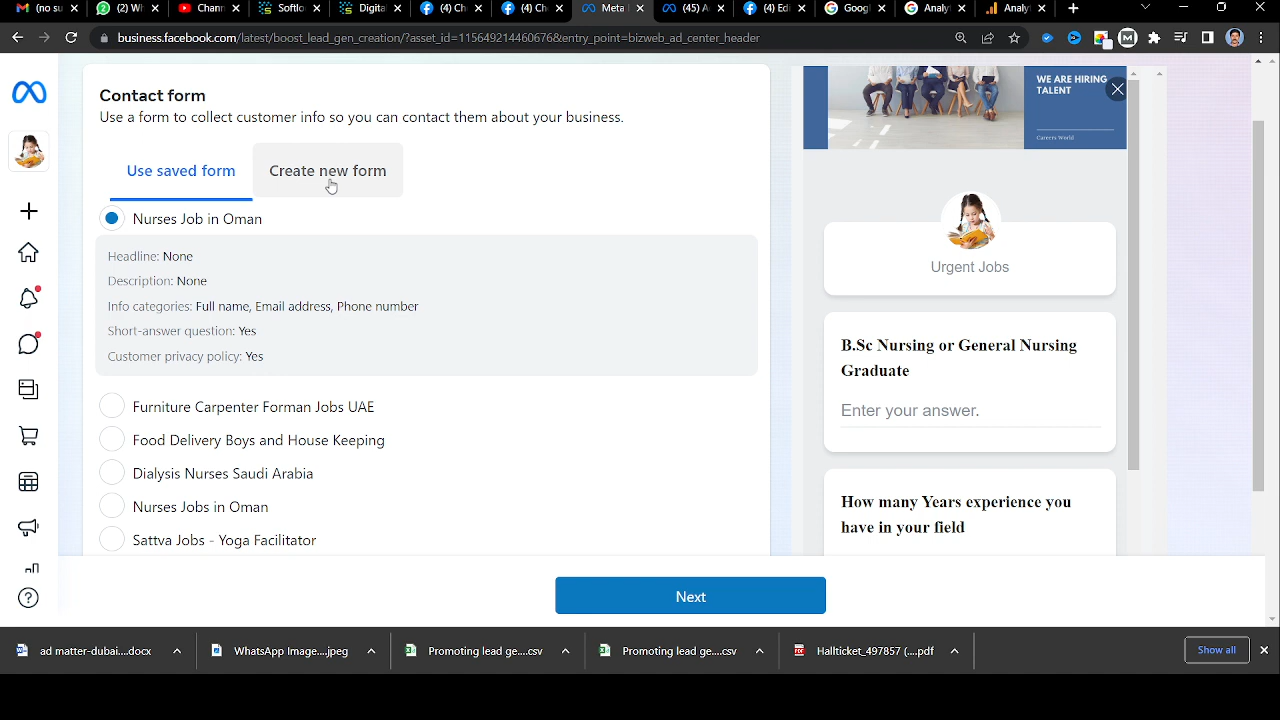 (no su
(2) Wh
Chann
Softlo
Digita
(4) Ch
(3) Ch
Meta
(45) A
(4) Edi
Googl
Analy
Analy
business.facebook.com/latest/boost_lead_gen_creation/?asset_id=115649214460676&entry_point=bizweb_ad_center_header
Contact form
Use a form to collect customer info so you can contact them about your business.
Use saved form
Create new form
Nurses Job in Oman
Headline: None
Description: None
Info categories: Full name, Email address, Phone number
Short-answer question: Yes
Customer privacy policy: Yes
Furniture Carpenter Forman Jobs UAE
Food Delivery Boys and House Keeping
Dialysis Nurses Saudi Arabia
Nurses Jobs in Oman
Sattva Jobs - Yoga Facilitator
WE ARE HIRING
TALENT
Careers World
Urgent Jobs
B.Sc Nursing or General Nursing
Graduate
Enter your answer.
How many Years experience you
have in your field
Next
ad matter-dubai....docx
WhatsApp Image....jpeg
Promoting lead ge....csv
Promoting lead ge....csv
Hallticket_497857 (....pdf
Show all